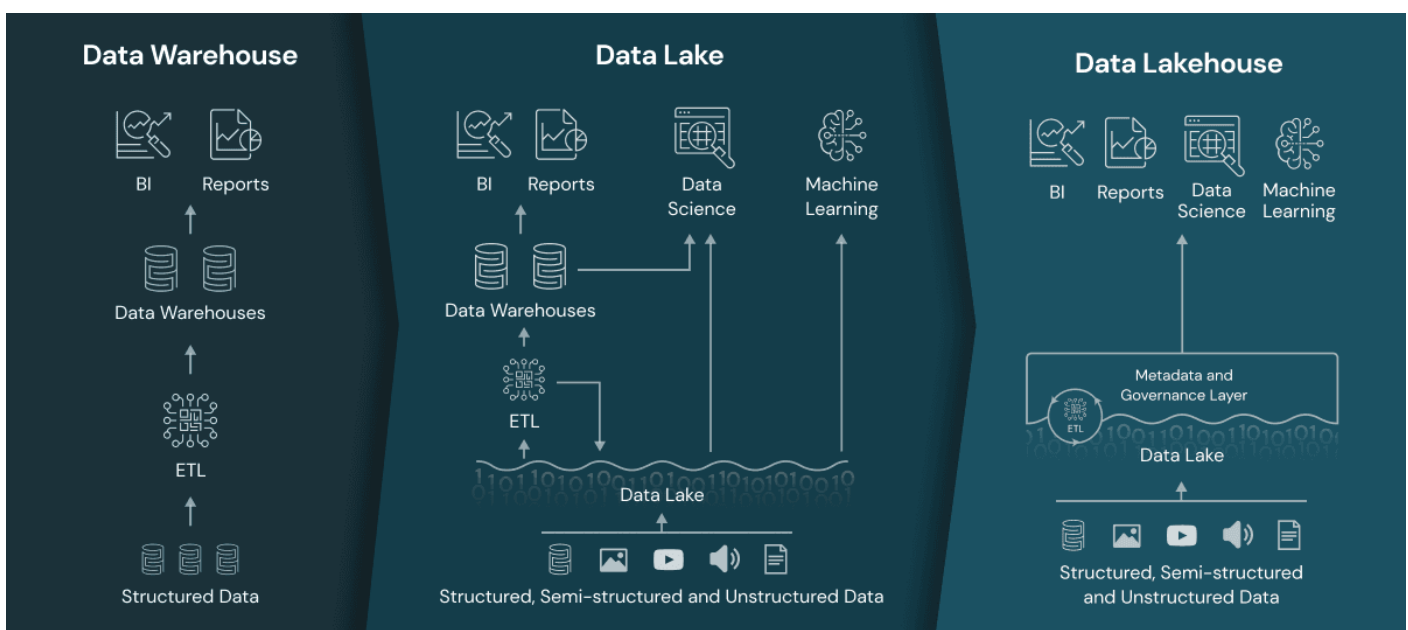 Data Warehouse
BI
Reports
Data Warehouses
ETL
Structured Data
Data Lake
BI
Reports
Data
Science
Machine
Learning
Data Warehouses
ETL
Data Lake
Structured, Semi-structured and Unstructured Data
Data Lakehouse
BI
Reports
Data
Science
Machine
Learning
Metadata and
Governance Layer
ETL
Data Lake
Structured, Semi-structured
and Unstructured Data